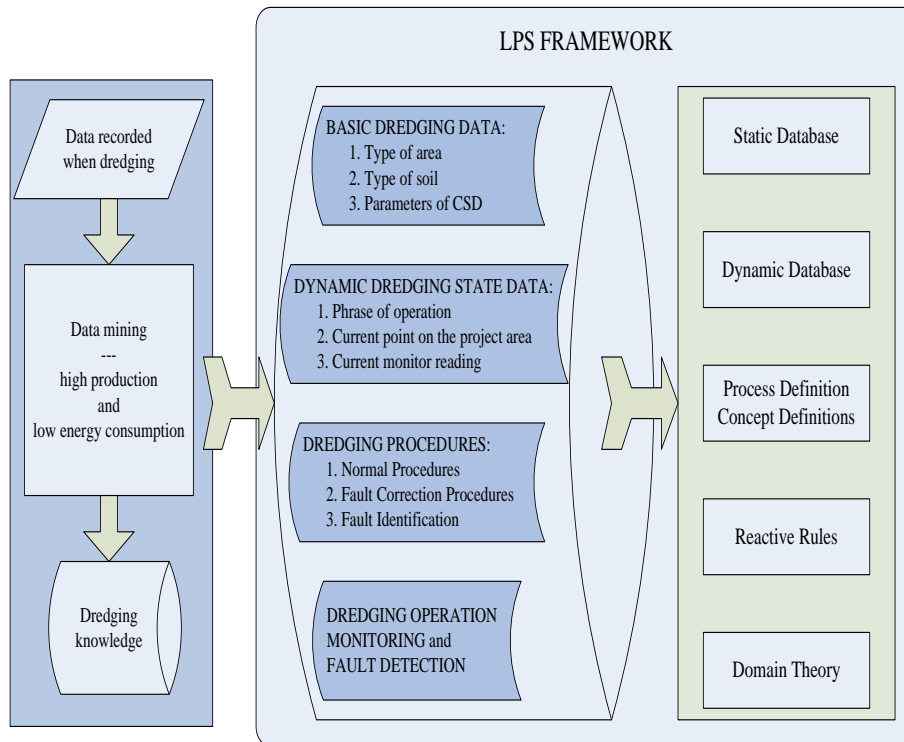 LPS FRAMEWORK
Data recorded
when dredging
Data mining
---
high production
and
low energy consumption
Dredging
knowledge
BASIC DREDGING DATA:
1. Type of area
2. Type of soil
3. Parameters of CSD
DYNAMIC DREDGING STATE DATA:
1. Phrase of operation
2. Current point on the project area
3. Current monitor reading
DREDGING PROCEDURES:
1. Normal Procedures
2. Fault Correction Procedures
3. Fault Identification
DREDGING OPERATION
MONITORING and
FAULT DETECTION
Static Database
Dynamic Database
Process Definition
Concept Definitions
Reactive Rules
Domain Theory